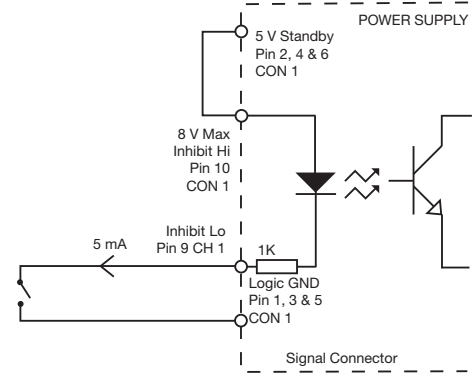 POWER SUPPLY
5 V Standby
Pin 2, 4 & 6
CON 1
8 V Max
Inhibit Hi
Pin 10
CON 1
Inhibit Lo
Pin 9 CH 1
5 mA
1K
Logic GND
Pin 1, 3 & 5
CON 1
Signal Connector